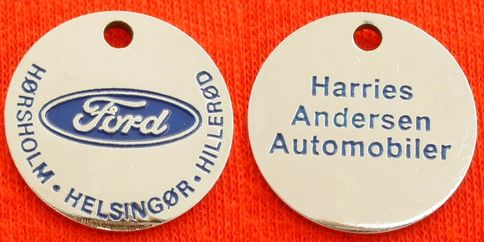 Ford
HØRSHOLM · HELSINGØR · HILLERØD
Harries
Andersen
Automobiler